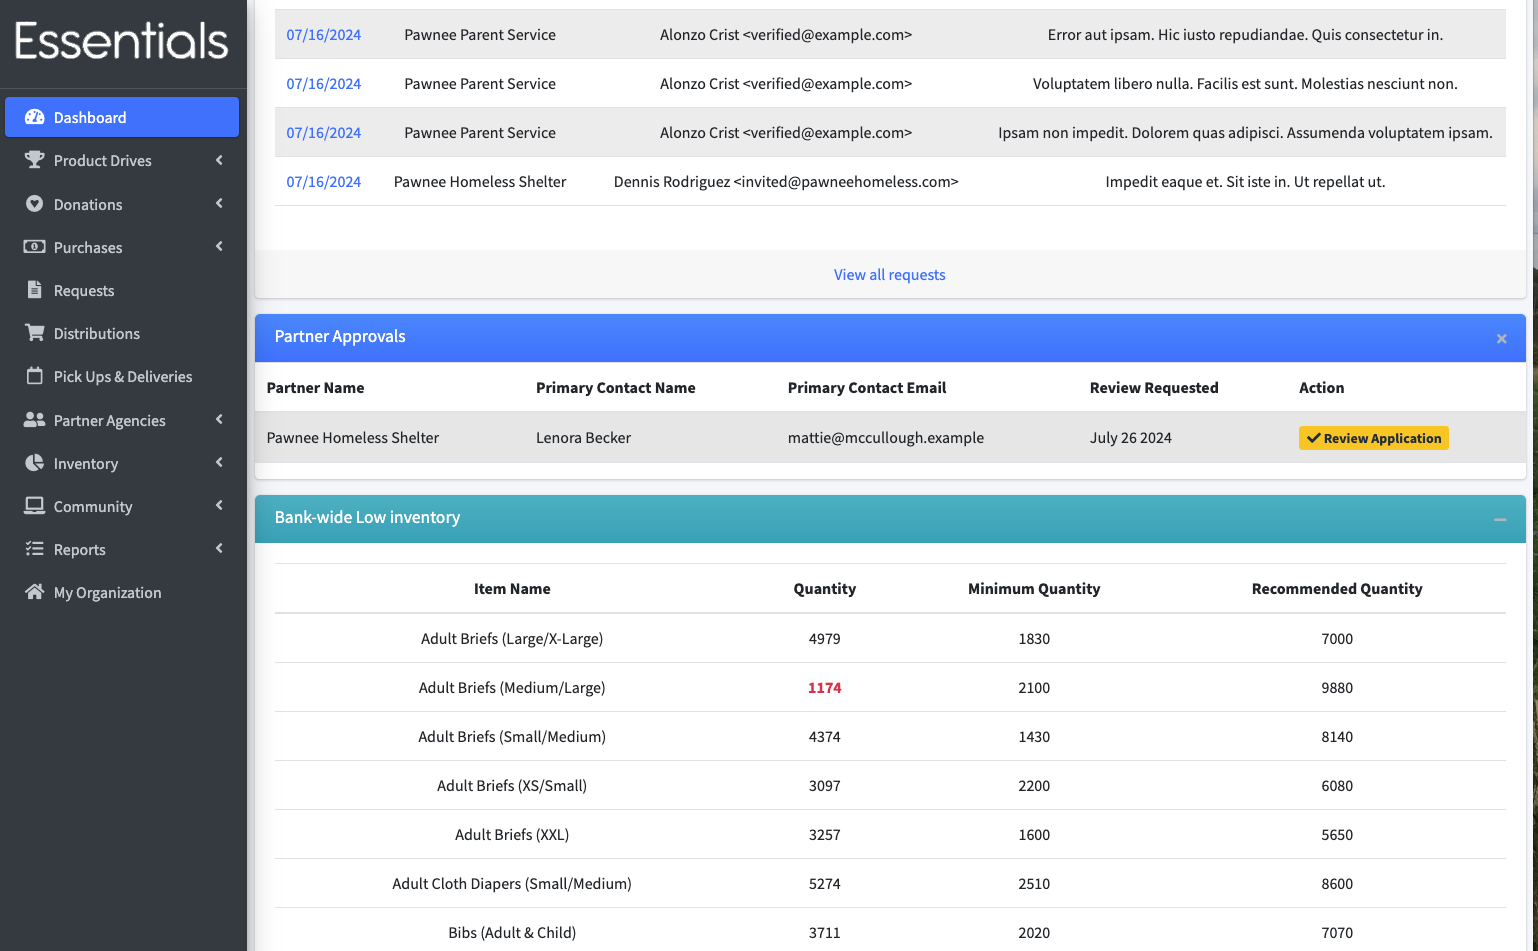 Essentials
Dashboard
Product Drives
Donations
Purchases
Requests
Distributions
Pick Ups & Deliveries
Partner Agencies
Inventory
Community
Reports
My Organization
07/16/2024 Pawnee Parent Service Alonzo Crist <verified@example.com> Error aut ipsam. Hic iusto repudiandae. Quis consectetur in.
07/16/2024 Pawnee Parent Service Alonzo Crist <verified@example.com> Voluptatem libero nulla. Facilis est sunt. Molestias nesciunt non.
07/16/2024 Pawnee Parent Service Alonzo Crist <verified@example.com> Ipsam non impedit. Dolorem quas adipisci. Assumenda voluptatem ipsam.
07/16/2024 Pawnee Homeless Shelter Dennis Rodriguez <invited@pawneehomeless.com> Impedit eaque et. Sit iste in. Ut repellat ut.
View all requests
Partner Approvals
Partner Name Primary Contact Name Primary Contact Email Review Requested Action
Pawnee Homeless Shelter Lenora Becker mattie@mccullough.example July 26 2024 Review Application
Bank-wide Low inventory
Item Name Quantity Minimum Quantity Recommended Quantity
Adult Briefs (Large/X-Large) 4979 1830 7000
Adult Briefs (Medium/Large) 1174 2100 9880
Adult Briefs (Small/Medium) 4374 1430 8140
Adult Briefs (XS/Small) 3097 2200 6080
Adult Briefs (XXL) 3257 1600 5650
Adult Cloth Diapers (Small/Medium) 5274 2510 8600
Bibs (Adult & Child) 3711 2020 7070